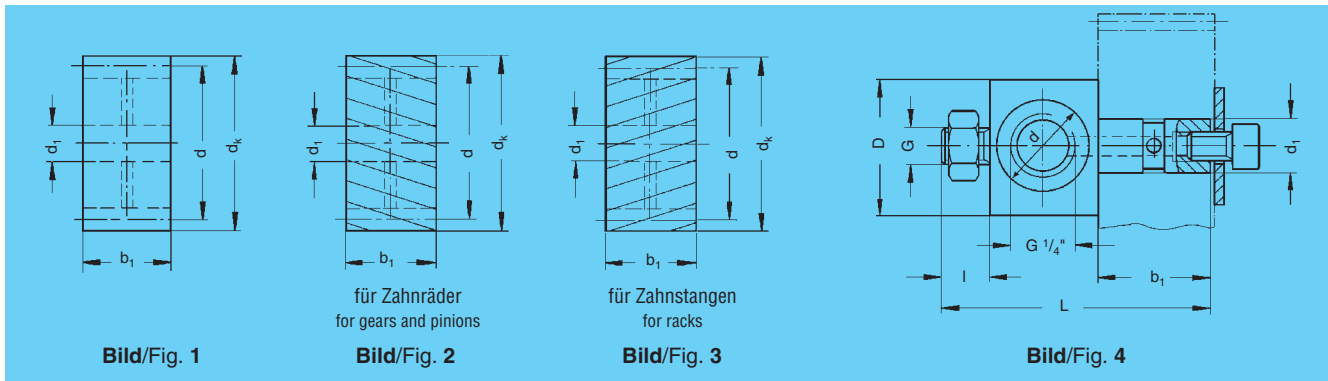 d₁
d
dₖ
b₁
Bild/Fig. 1
d₁
d
dₖ
b₁
für Zahnräder
for gears and pinions
Bild/Fig. 2
d₁
d
dₖ
b₁
für Zahnstangen
for racks
Bild/Fig. 3
D
G
d
d₁
G 1/4"
l
b₁
L
Bild/Fig. 4